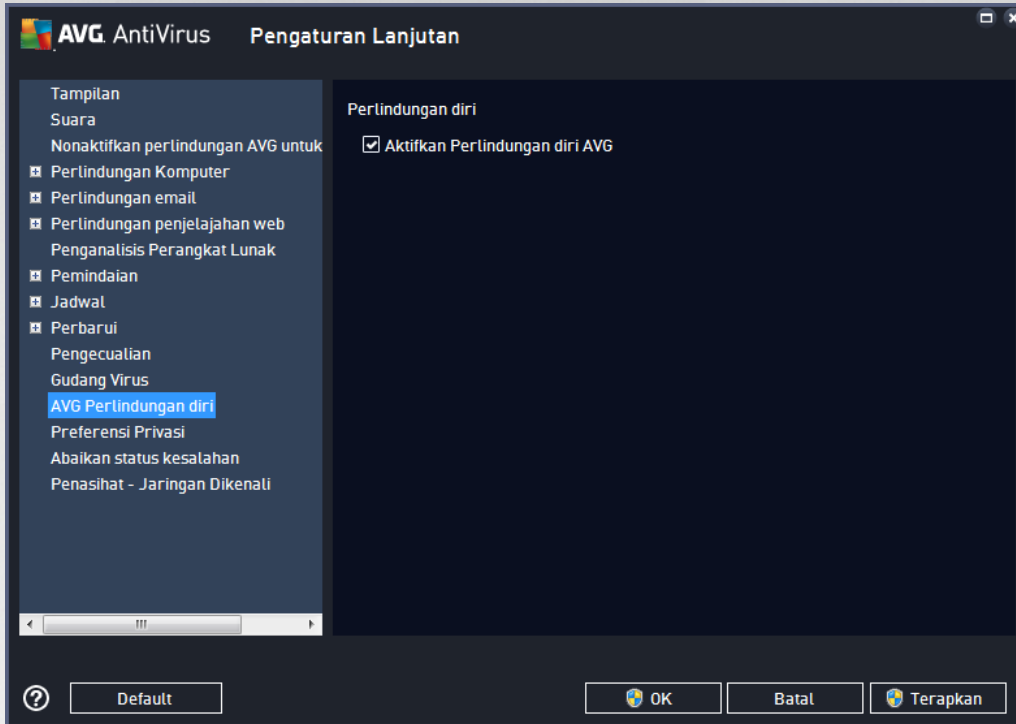 AVG. AntiVirus Pengaturan Lanjutan
Tampilan
Suara
Nonaktifkan perlindungan AVG untuk
Perlindungan Komputer
Perlindungan email
Perlindungan penjelajahan web
Penganalisis Perangkat Lunak
Pemindaian
Jadwal
Perbarui
Pengecualian
Gudang Virus
AVG Perlindungan diri
Preferensi Privasi
Abaikan status kesalahan
Penasihat - Jaringan Dikenali
Perlindungan diri
Aktifkan Perlindungan diri AVG
? Default OK Batal Terapkan